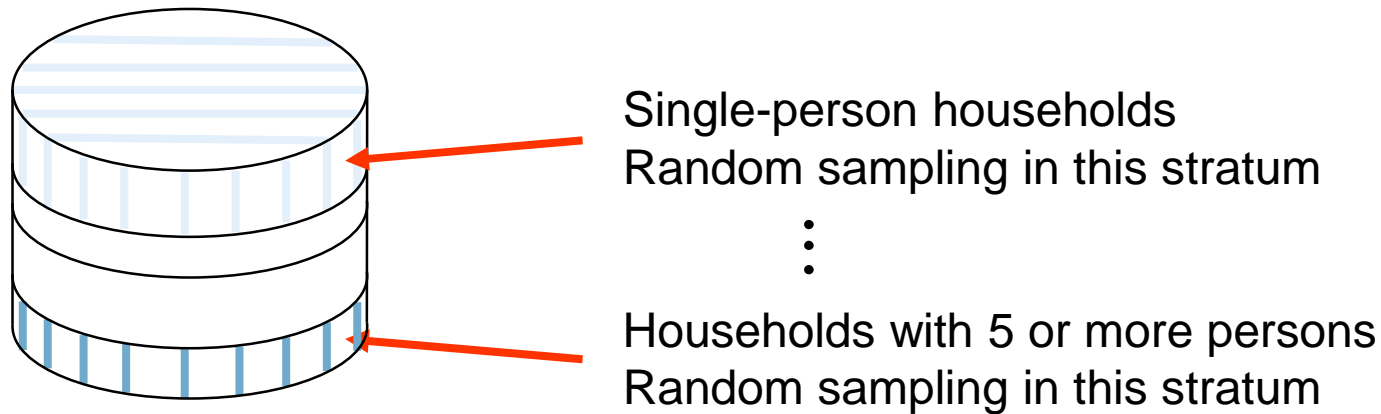 Single-person households
Random sampling in this stratum
⋮
Households with 5 or more persons
Random sampling in this stratum